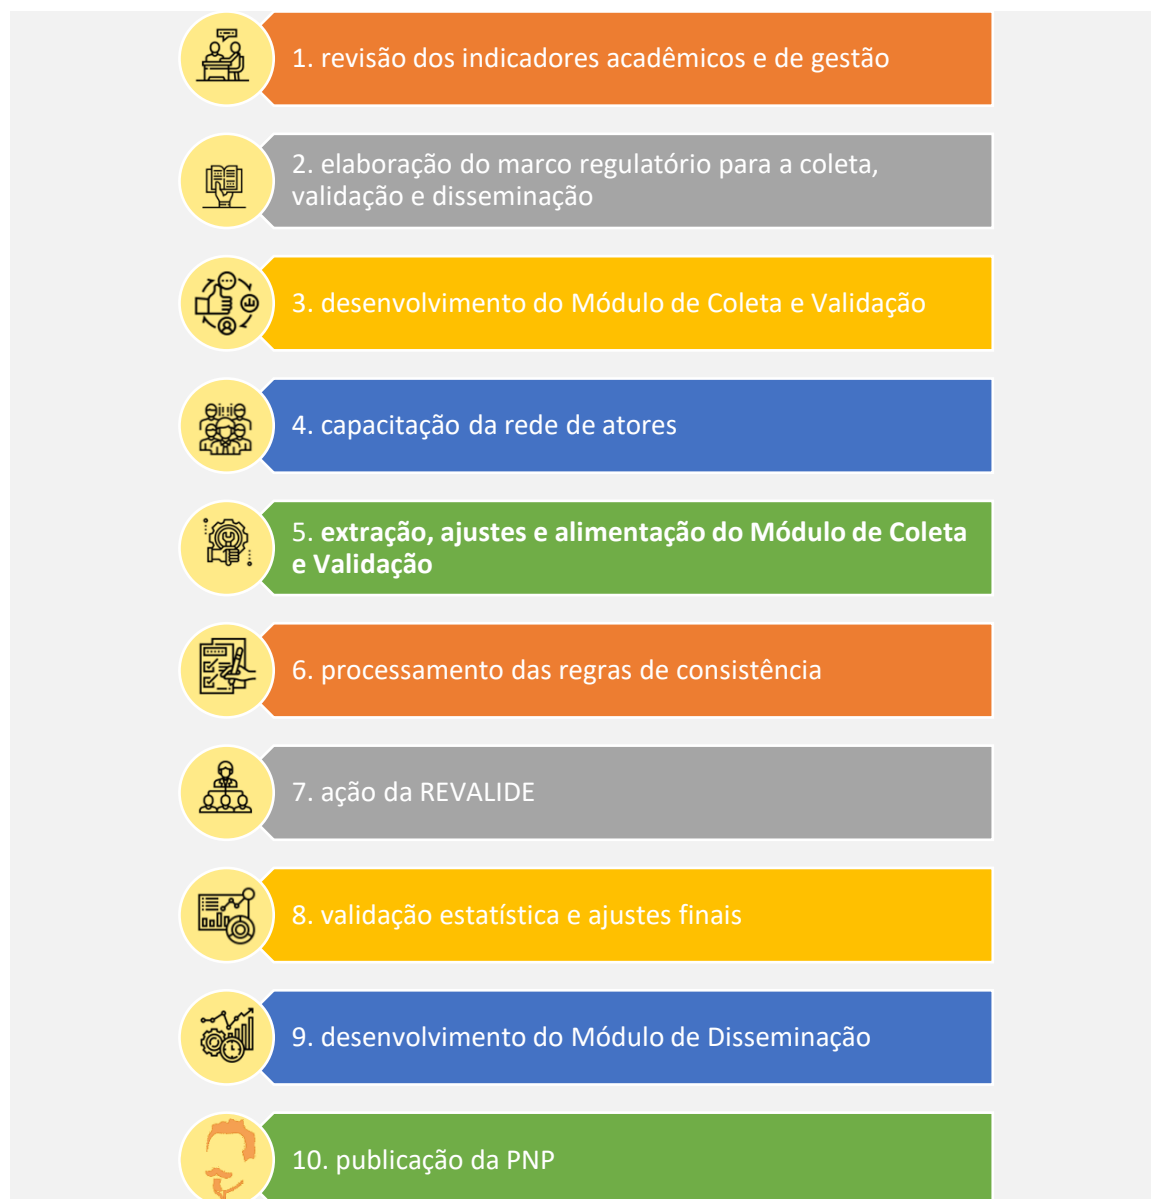 1. revisão dos indicadores acadêmicos e de gestão
2. elaboração do marco regulatório para a coleta,
validação e disseminação
3. desenvolvimento do Módulo de Coleta e Validação
4. capacitação da rede de atores
5. extração, ajustes e alimentação do Módulo de Coleta
e Validação
6. processamento das regras de consistência
7. ação da REVALIDE
8. validação estatística e ajustes finais
9. desenvolvimento do Módulo de Disseminação
10. publicação da PNP